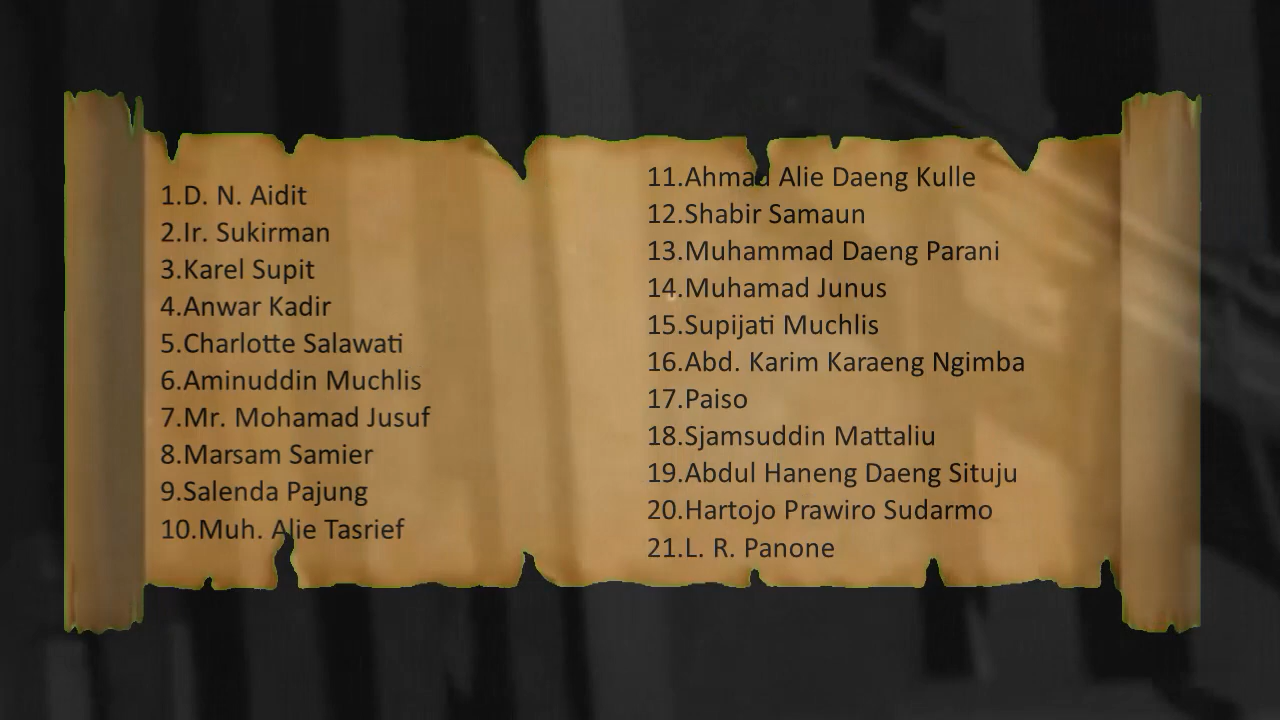 1.D. N. Aidit
2.Ir. Sukirman
3.Karel Supit
4.Anwar Kadir
5.Charlotte Salawati
6.Aminuddin Muchlis
7.Mr. Mohamad Jusuf
8.Marsam Samier
9.Salenda Pajung
10.Muh. Alie Tasrief
11.Ahmad Alie Daeng Kulle
12.Shabir Samaun
13.Muhammad Daeng Parani
14.Muhamad Junus
15.Supijati Muchlis
16.Abd. Karim Karaeng Ngimba
17.Paiso
18.Sjamsuddin Mattaliu
19.Abdul Haneng Daeng Situju
20.Hartojo Prawiro Sudarmo
21.L. R. Panone